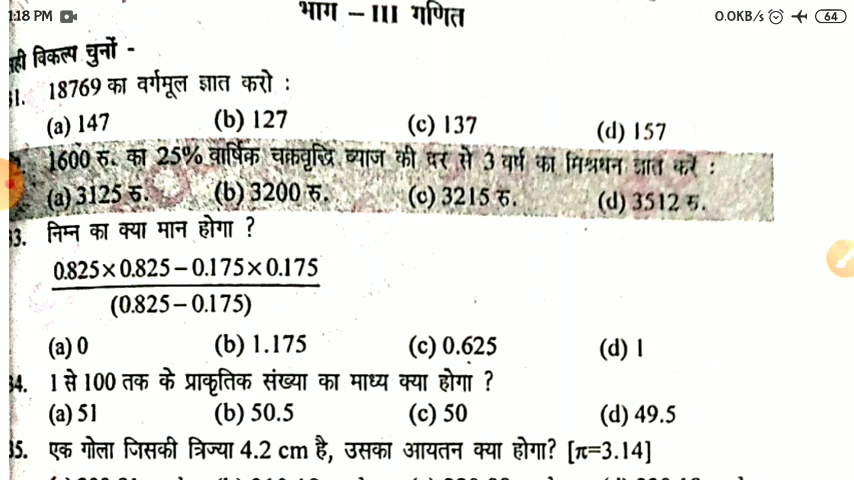 1:18 PM 0.0KB/s 64
भाग – III गणित
विकल्प चुनों -
18769 का वर्गमूल ज्ञात करो :
(a) 147 (b) 127 (c) 137 (d) 157
1600 रु. का 25% वार्षिक चक्रवृद्धि ब्याज की दर से 3 वर्ष का मिश्रधन ज्ञात करें :
(a) 3125 रु. (b) 3200 रु. (c) 3215 रु. (d) 3512 रु.
3. निम्न का क्या मान होगा ?
0.825 × 0.825 – 0.175 × 0.175
(0.825 – 0.175)
(a) 0 (b) 1.175 (c) 0.625 (d) 1
34. 1 से 100 तक के प्राकृतिक संख्या का माध्य क्या होगा ?
(a) 51 (b) 50.5 (c) 50 (d) 49.5
35. एक गोला जिसकी त्रिज्या 4.2 cm है, उसका आयतन क्या होगा? [π=3.14]